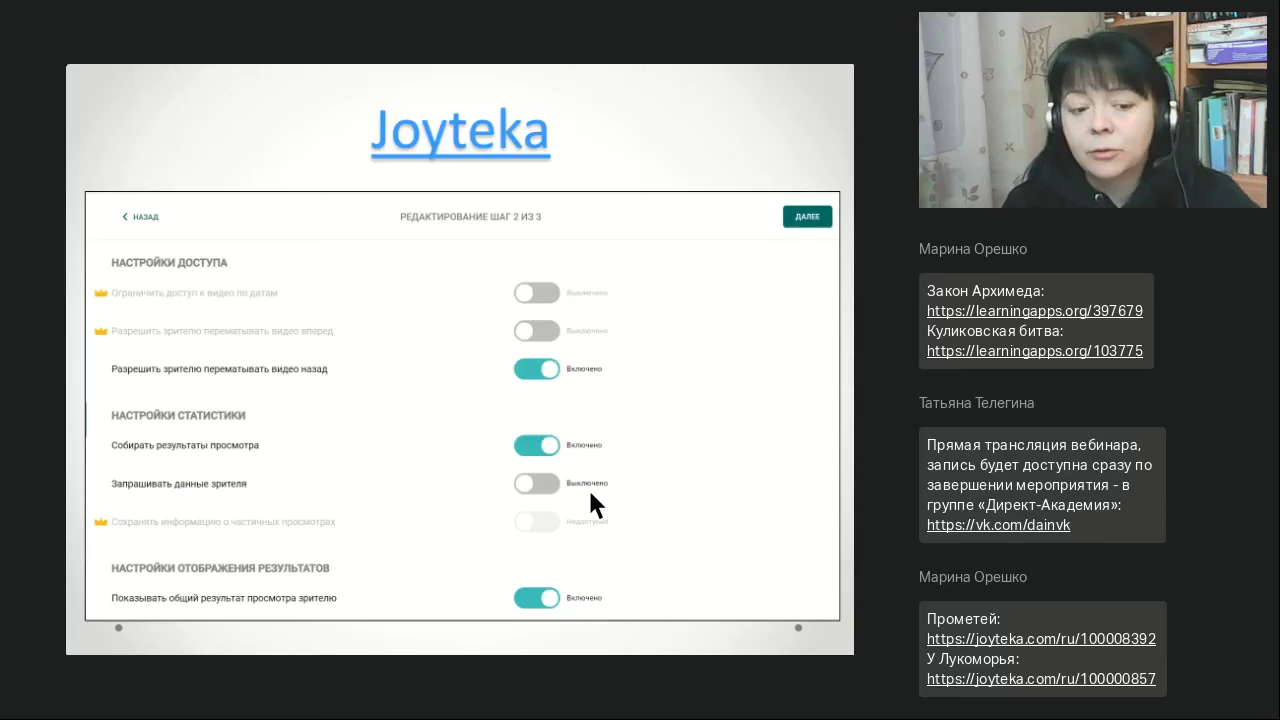 Joyteka
НАЗАД
РЕДАКТИРОВАНИЕ ШАГ 2 ИЗ 3
ДАЛЕЕ
НАСТРОЙКИ ДОСТУПА
Ограничить доступ к видео по датам
Выключено
Разрешить зрителю перематывать видео вперед
Выключено
Разрешить зрителю перематывать видео назад
Включено
НАСТРОЙКИ СТАТИСТИКИ
Собирать результаты просмотра
Включено
Запрашивать данные зрителя
Выключено
Сохранять информацию о частичных просмотрах
Недоступно
НАСТРОЙКИ ОТОБРАЖЕНИЯ РЕЗУЛЬТАТОВ
Показывать общий результат просмотра зрителю
Включено
Марина Орешко
Закон Архимеда:
https://learningapps.org/397679
Куликовская битва:
https://learningapps.org/103775
Татьяна Телегина
Прямая трансляция вебинара,
запись будет доступна сразу по
завершении мероприятия - в
группе «Директ-Академия»:
https://vk.com/dainvk
Марина Орешко
Прометей:
https://joyteka.com/ru/100008392
У Лукоморья:
https://joyteka.com/ru/100000857